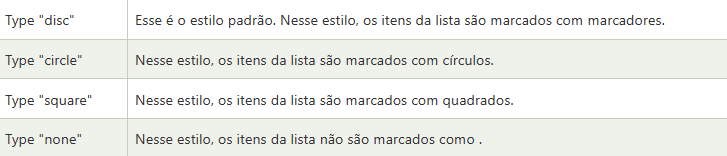 Type "disc" Esse é o estilo padrão. Nesse estilo, os itens da lista são marcados com marcadores.
Type "circle" Nesse estilo, os itens da lista são marcados com círculos.
Type "square" Nesse estilo, os itens da lista são marcados com quadrados.
Type "none" Nesse estilo, os itens da lista não são marcados como .